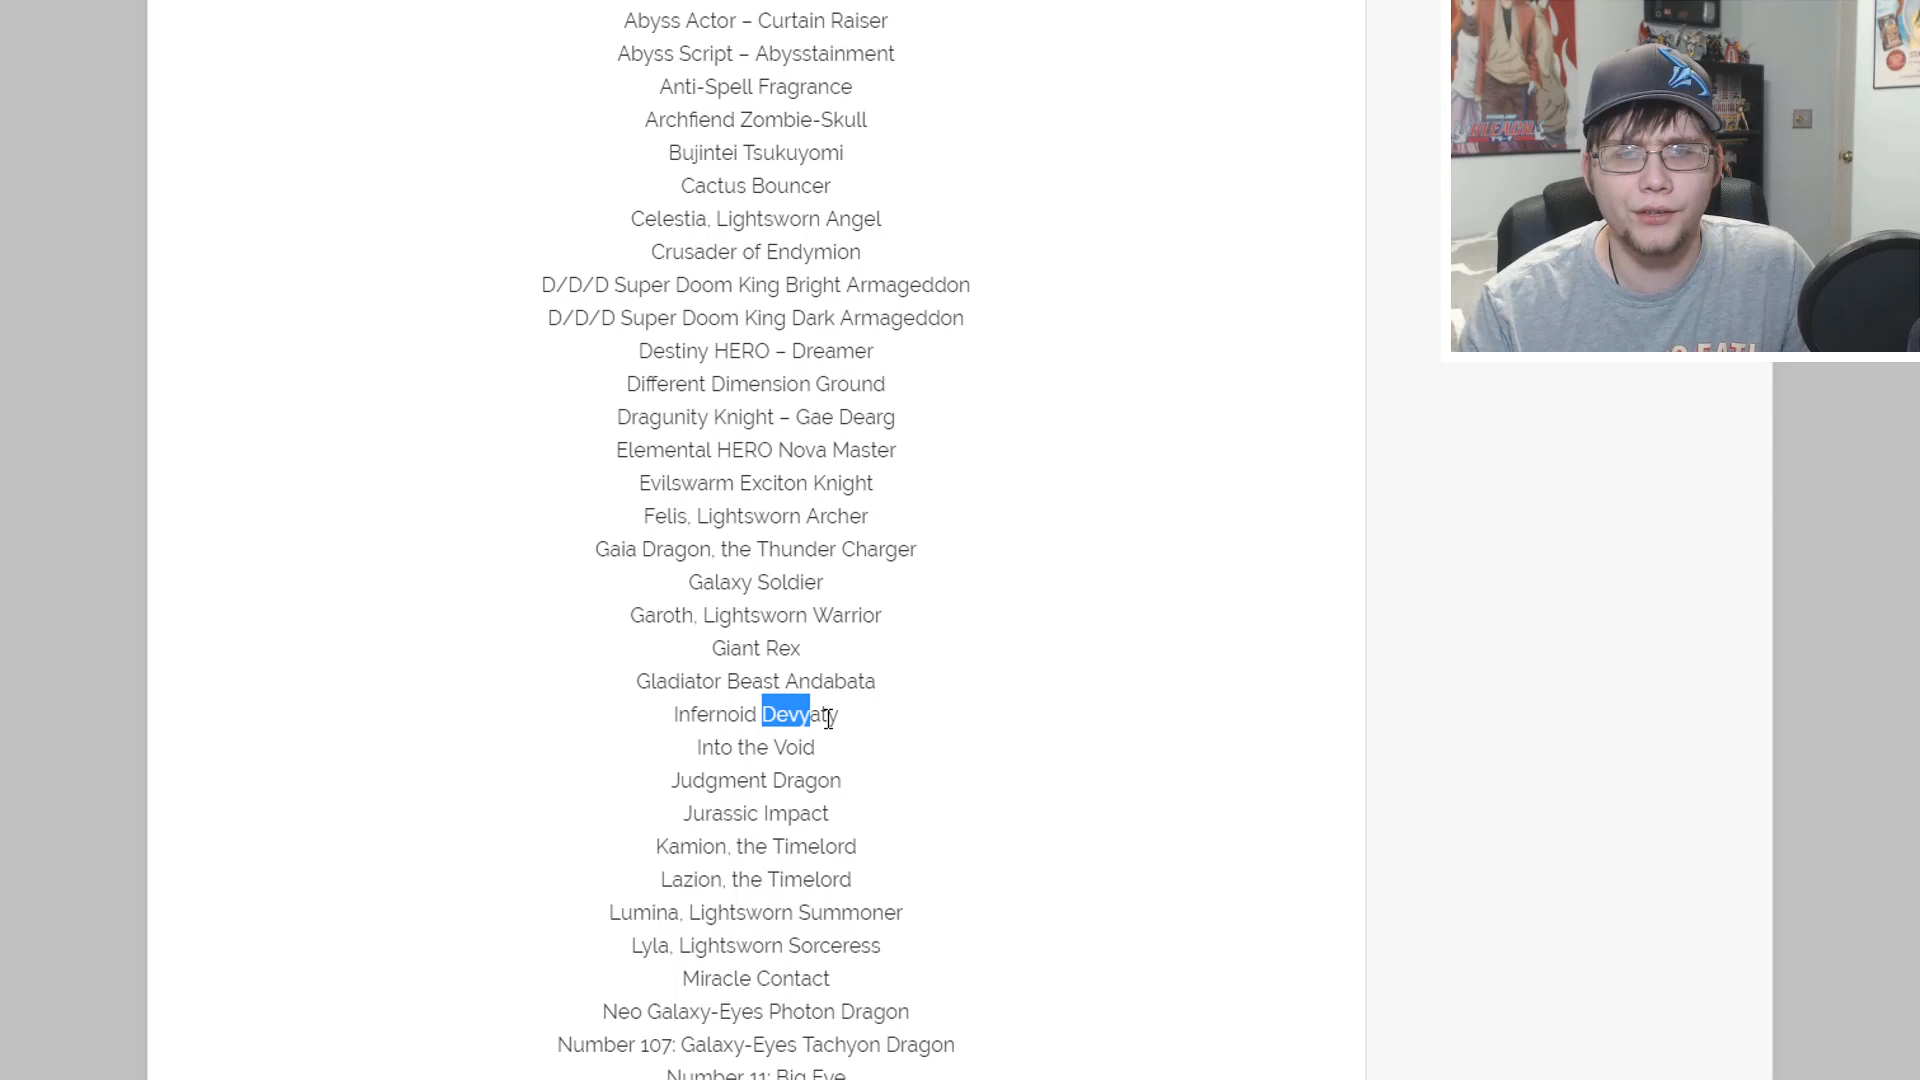 Abyss Actor – Curtain Raiser
Abyss Script – Abysstainment
Anti-Spell Fragrance
Archfiend Zombie-Skull
Bujintei Tsukuyomi
Cactus Bouncer
Celestia, Lightsworn Angel
Crusader of Endymion
D/D/D Super Doom King Bright Armageddon
D/D/D Super Doom King Dark Armageddon
Destiny HERO – Dreamer
Different Dimension Ground
Dragunity Knight – Gae Dearg
Elemental HERO Nova Master
Evilswarm Exciton Knight
Felis, Lightsworn Archer
Gaia Dragon, the Thunder Charger
Galaxy Soldier
Garoth, Lightsworn Warrior
Giant Rex
Gladiator Beast Andabata
Infernoid Devyaty
Into the Void
Judgment Dragon
Jurassic Impact
Kamion, the Timelord
Lazion, the Timelord
Lumina, Lightsworn Summoner
Lyla, Lightsworn Sorceress
Miracle Contact
Neo Galaxy-Eyes Photon Dragon
Number 107: Galaxy-Eyes Tachyon Dragon
Number 11: Big Eye
BLEACH